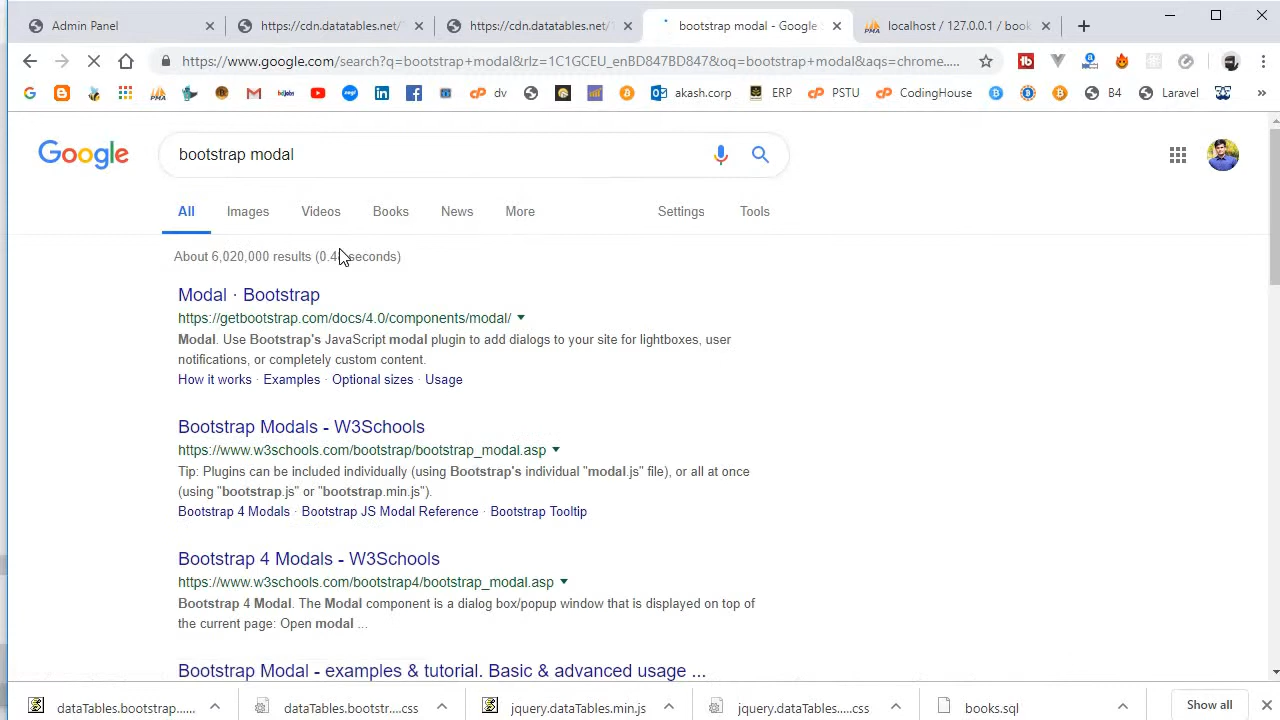 Admin Panel
https://cdn.datatables.net/
https://cdn.datatables.net/1
bootstrap modal - Google
PMA
localhost / 127.0.0.1 / book
https://www.google.com/search?q=bootstrap+modal&rlz=1C1GCEU_enBD847BD847&oq=bootstrap+modal&aqs=chrome.....
dv
akash.corp
ERP
PSTU
CodingHouse
B4
Laravel
»
Google
bootstrap modal
All
Images
Videos
Books
News
More
Settings
Tools
About 6,020,000 results (0.4 seconds)
Modal · Bootstrap
https://getbootstrap.com/docs/4.0/components/modal/
Modal. Use Bootstrap's JavaScript modal plugin to add dialogs to your site for lightboxes, user
notifications, or completely custom content.
How it works · Examples · Optional sizes · Usage
Bootstrap Modals - W3Schools
https://www.w3schools.com/bootstrap/bootstrap_modal.asp
Tip: Plugins can be included individually (using Bootstrap's individual "modal.js" file), or all at once
(using "bootstrap.js" or "bootstrap.min.js").
Bootstrap 4 Modals · Bootstrap JS Modal Reference · Bootstrap Tooltip
Bootstrap 4 Modals - W3Schools
https://www.w3schools.com/bootstrap4/bootstrap_modal.asp
Bootstrap 4 Modal. The Modal component is a dialog box/popup window that is displayed on top of
the current page: Open modal ...
Bootstrap Modal - examples & tutorial. Basic & advanced usage ...
dataTables.bootstrap......
dataTables.bootstr....css
jquery.dataTables.min.js
jquery.dataTables.....css
books.sql
Show all